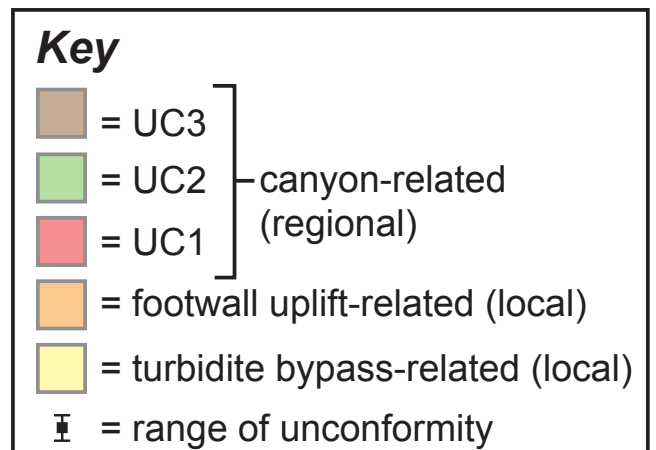 Key
= UC3
= UC2
= UC1
canyon-related
(regional)
= footwall uplift-related (local)
= turbidite bypass-related (local)
= range of unconformity